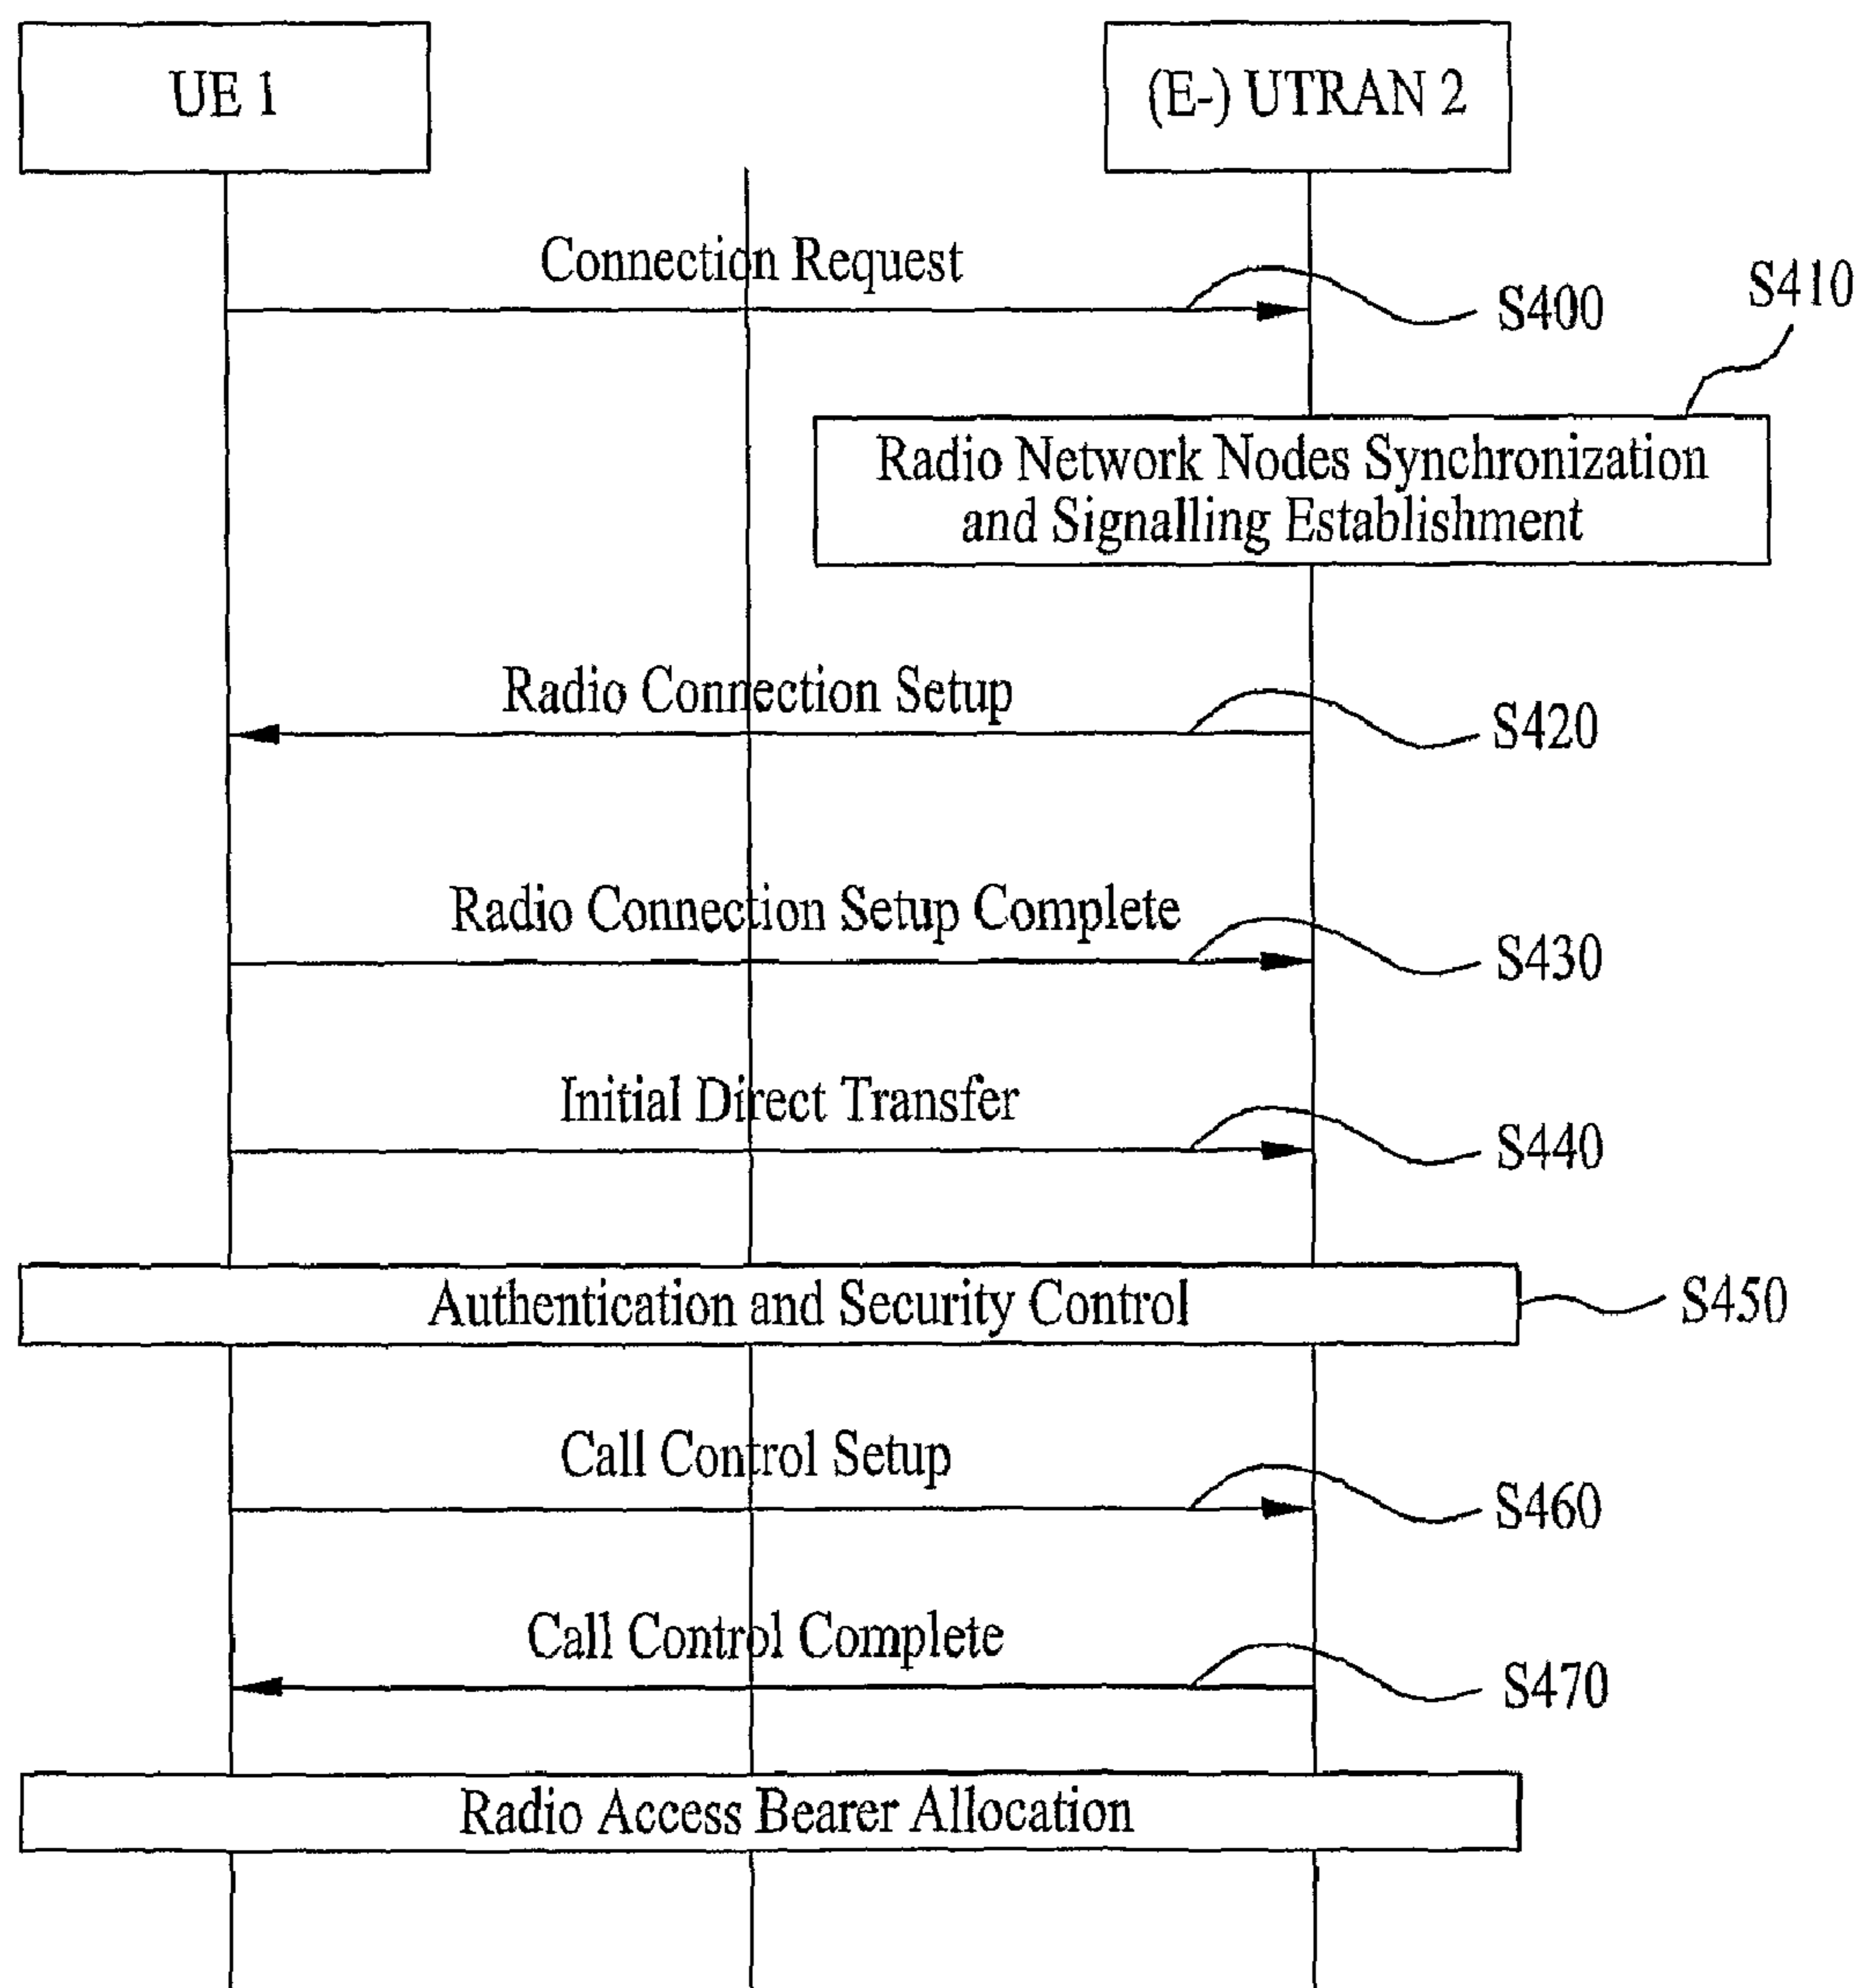 UE 1
(E-) UTRAN 2
Connection Request
S400
S410
Radio Network Nodes Synchronization
and Signalling Establishment
Radio Connection Setup
S420
Radio Connection Setup Complete
S430
Initial Direct Transfer
S440
Authentication and Security Control
S450
Call Control Setup
S460
Call Control Complete
S470
Radio Access Bearer Allocation